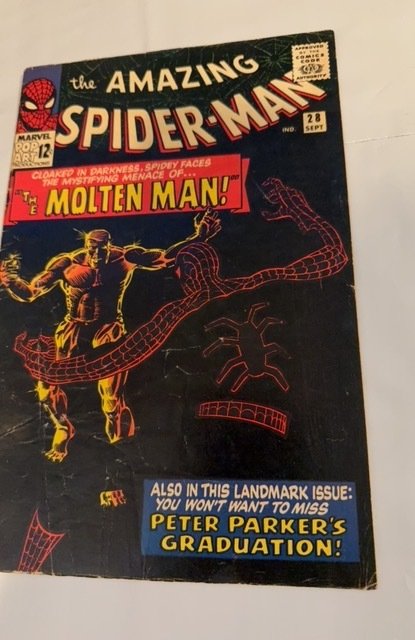 APPROVED
BY THE
COMICS
CODE
AUTHORITY
the AMAZING
SPIDER-MAN
MARVEL
POP
ART
PRODUCTIONS
12¢
IND.
28
SEPT
CLOAKED IN DARKNESS, SPIDEY FACES
THE MYSTIFYING MENACE OF...
"THE MOLTEN MAN!"
ALSO IN THIS LANDMARK ISSUE:
YOU WON'T WANT TO MISS
PETER PARKER'S
GRADUATION!